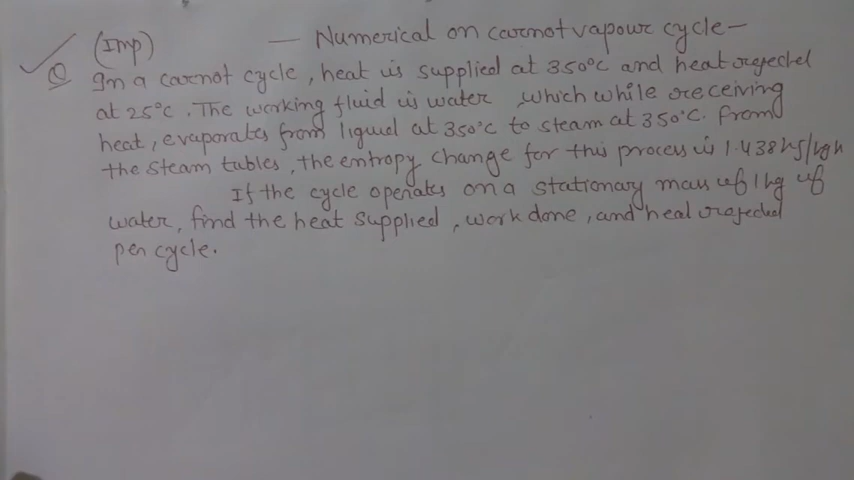 (Imp) — Numerical on carnot vapour cycle —
Q In a carnot cycle, heat is supplied at 350°c and heat rejected
at 25°c. The working fluid is water, which while receiving
heat, evaporates from liquid at 350°c to steam at 350°c. From
the steam tables, the entropy change for this process is 1.438 kJ/kgk
If the cycle operates on a stationary mass of 1 kg of
water, find the heat supplied, work done, and heat rejected
per cycle.